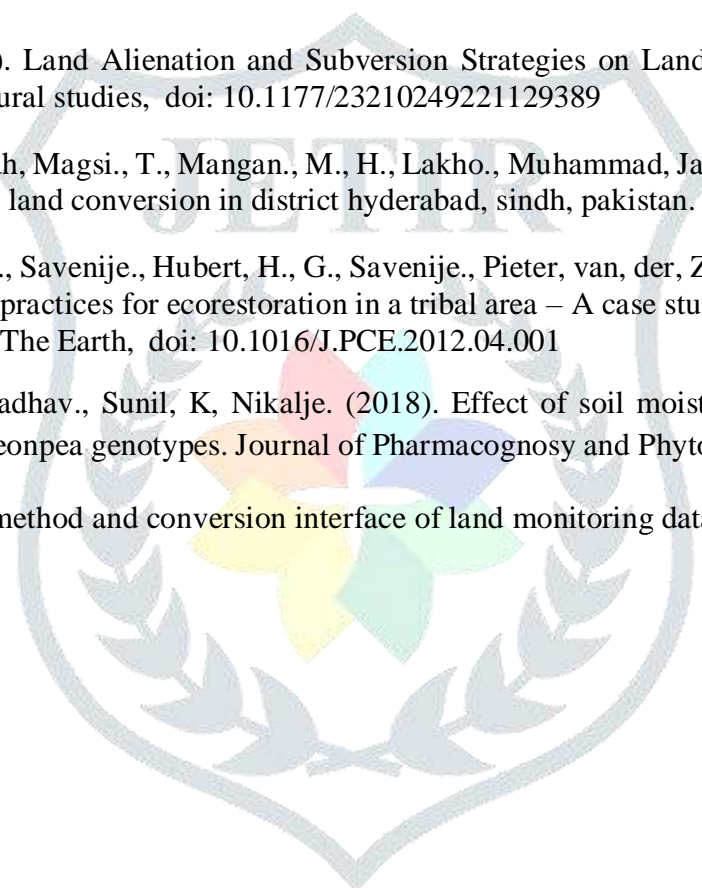 ). Land Alienation and Subversion Strategies on Land
ural studies, doi: 10.1177/23210249221129389
JETIR
h, Magsi., T., Mangan., M., H., Lakho., Muhammad, Ja
land conversion in district hyderabad, sindh, pakistan.
., Savenije., Hubert, H., G., Savenije., Pieter, van, der, Z
practices for ecorestoration in a tribal area – A case stu
The Earth, doi: 10.1016/J.PCE.2012.04.001
adhav., Sunil, K, Nikalje. (2018). Effect of soil moist
eonpea genotypes. Journal of Pharmacognosy and Phyto
method and conversion interface of land monitoring data